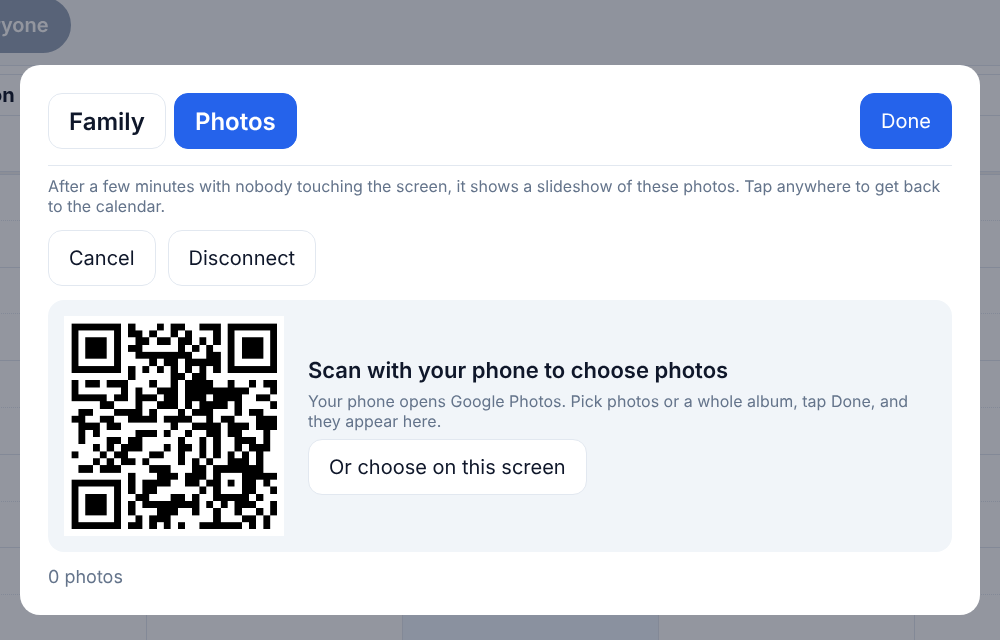 yone
on
Family
Photos
Done
After a few minutes with nobody touching the screen, it shows a slideshow of these photos. Tap anywhere to get back
to the calendar.
Cancel
Disconnect
Scan with your phone to choose photos
Your phone opens Google Photos. Pick photos or a whole album, tap Done, and
they appear here.
Or choose on this screen
0 photos